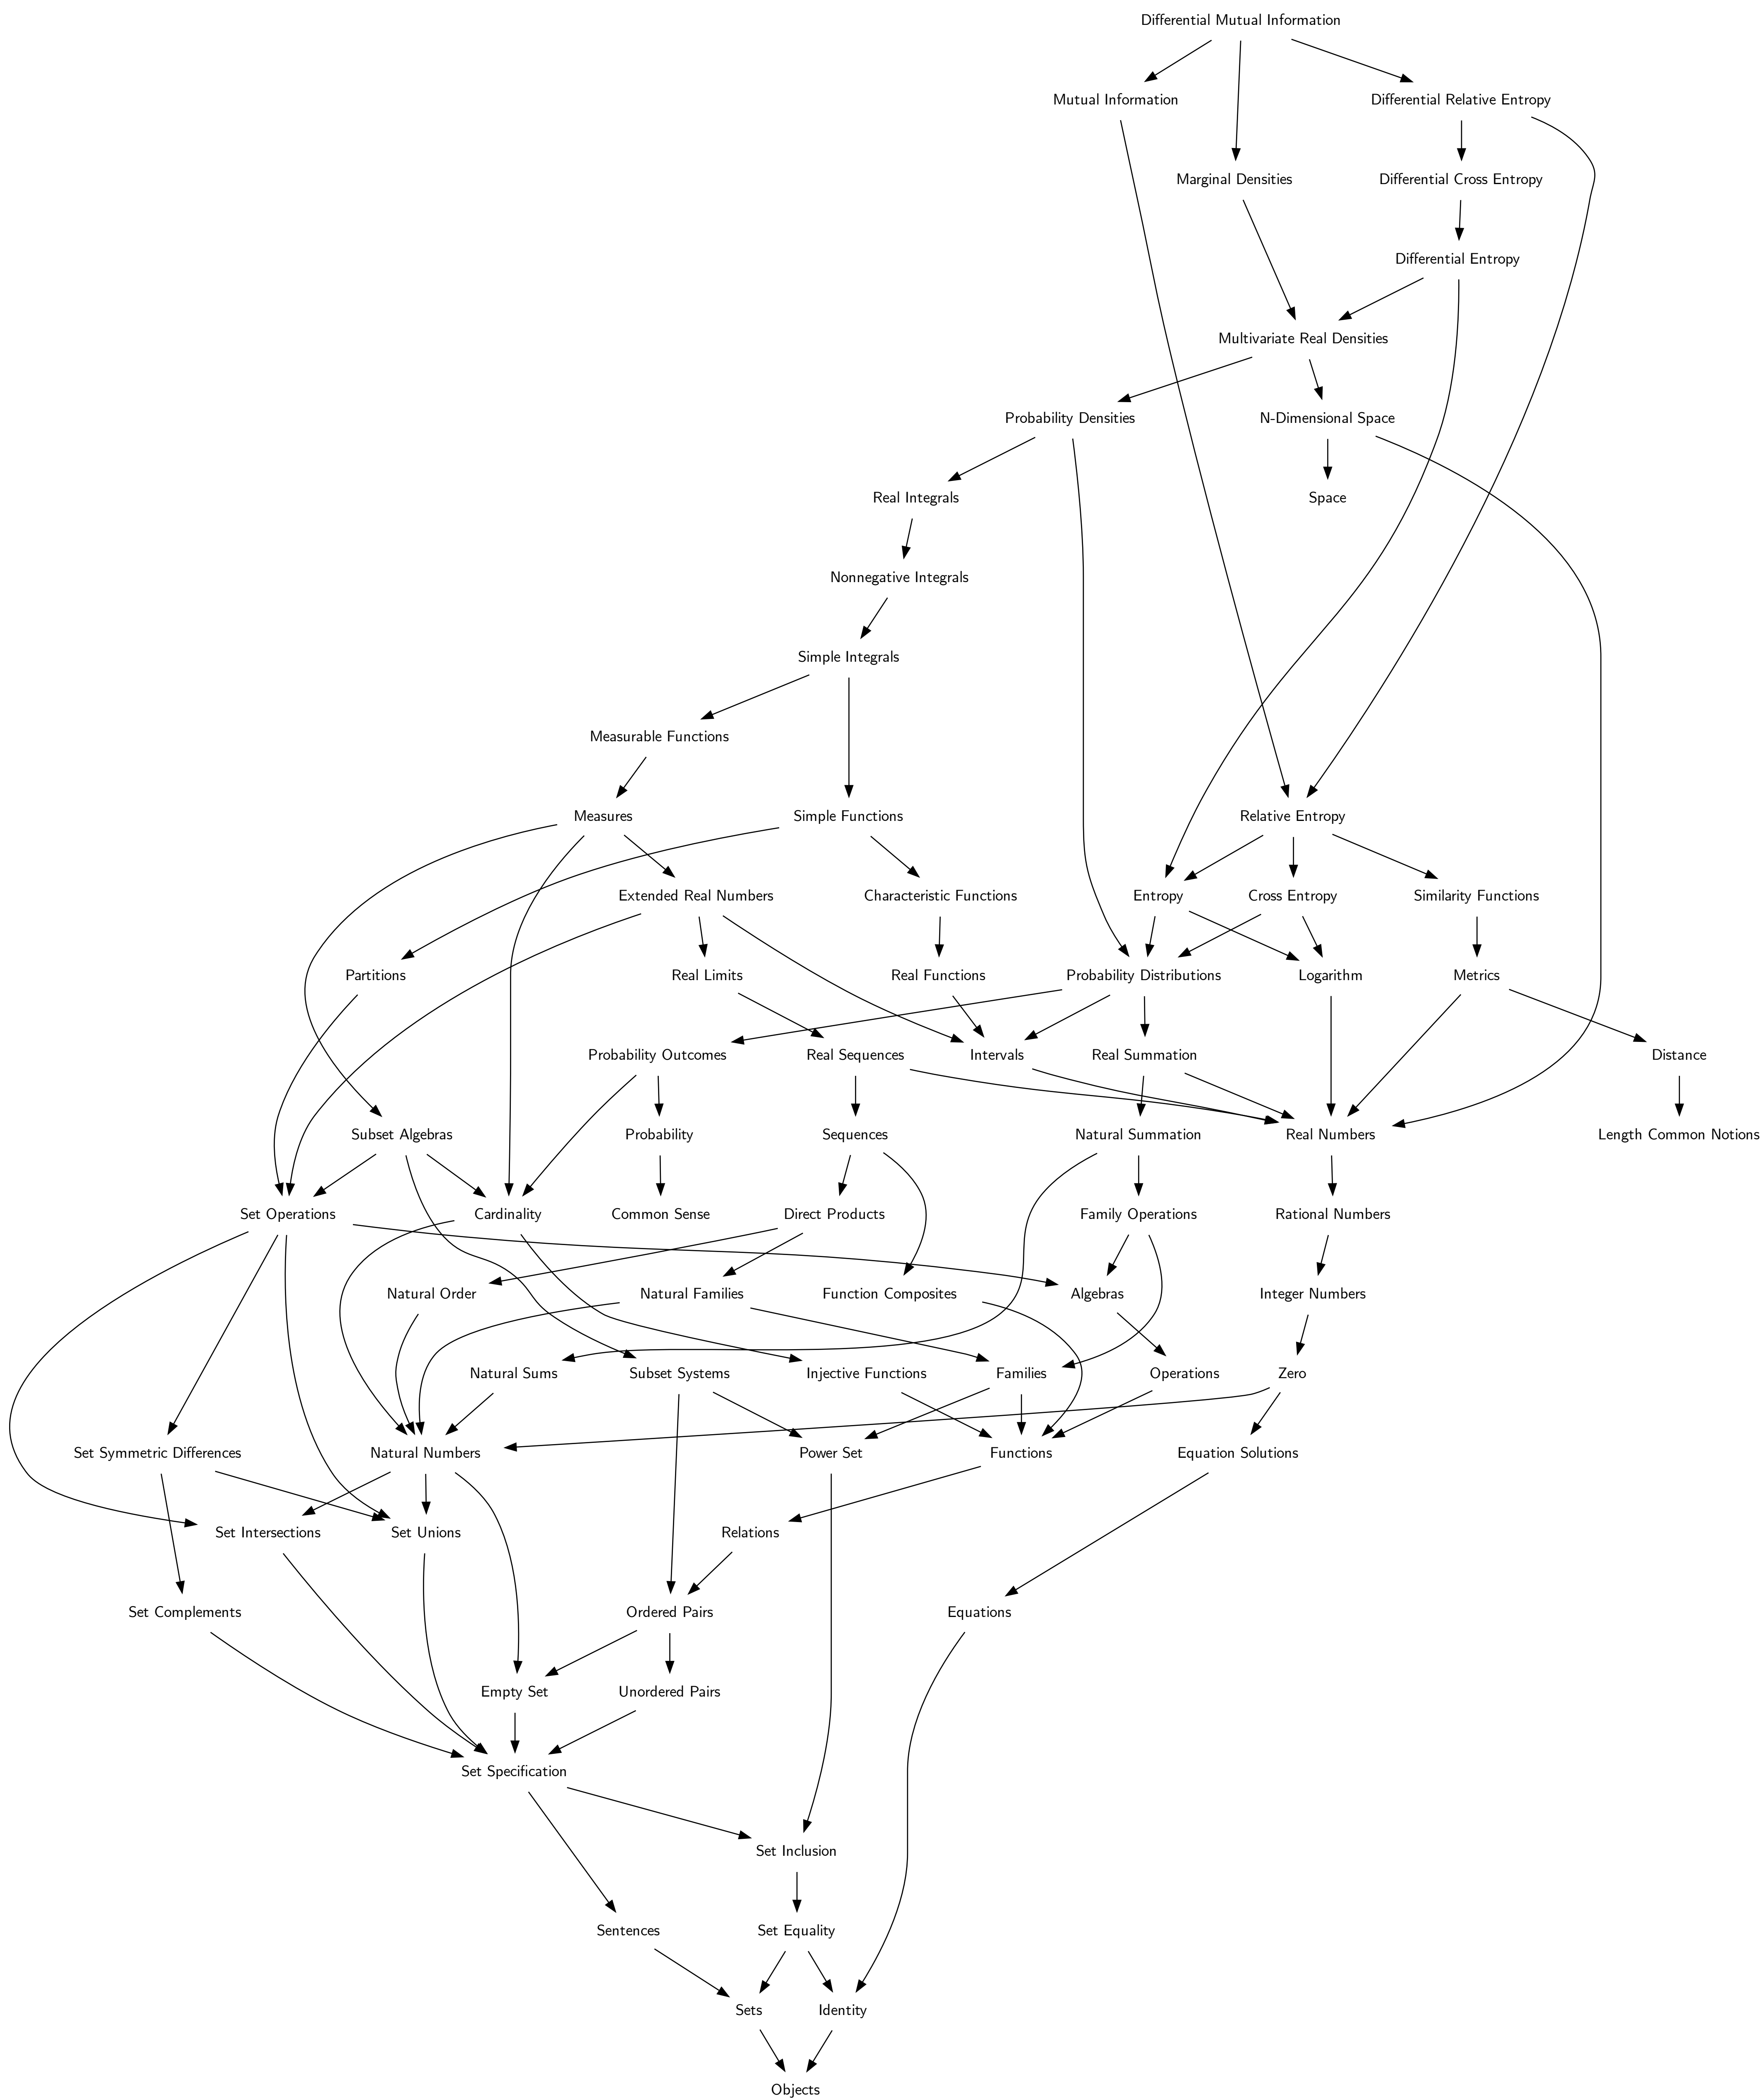 Differential Mutual Information
Mutual Information
Differential Relative Entropy
Marginal Densities
Differential Cross Entropy
Differential Entropy
Multivariate Real Densities
Probability Densities
N-Dimensional Space
Real Integrals
Space
Nonnegative Integrals
Simple Integrals
Measurable Functions
Measures
Simple Functions
Relative Entropy
Extended Real Numbers
Characteristic Functions
Entropy
Cross Entropy
Similarity Functions
Partitions
Real Limits
Real Functions
Probability Distributions
Logarithm
Metrics
Probability Outcomes
Real Sequences
Intervals
Real Summation
Distance
Subset Algebras
Probability
Sequences
Natural Summation
Real Numbers
Length Common Notions
Set Operations
Cardinality
Common Sense
Direct Products
Family Operations
Rational Numbers
Natural Order
Natural Families
Function Composites
Algebras
Integer Numbers
Natural Sums
Subset Systems
Injective Functions
Families
Operations
Zero
Set Symmetric Differences
Natural Numbers
Power Set
Functions
Equation Solutions
Set Intersections
Set Unions
Relations
Set Complements
Ordered Pairs
Equations
Empty Set
Unordered Pairs
Set Specification
Set Inclusion
Sentences
Set Equality
Sets
Identity
Objects